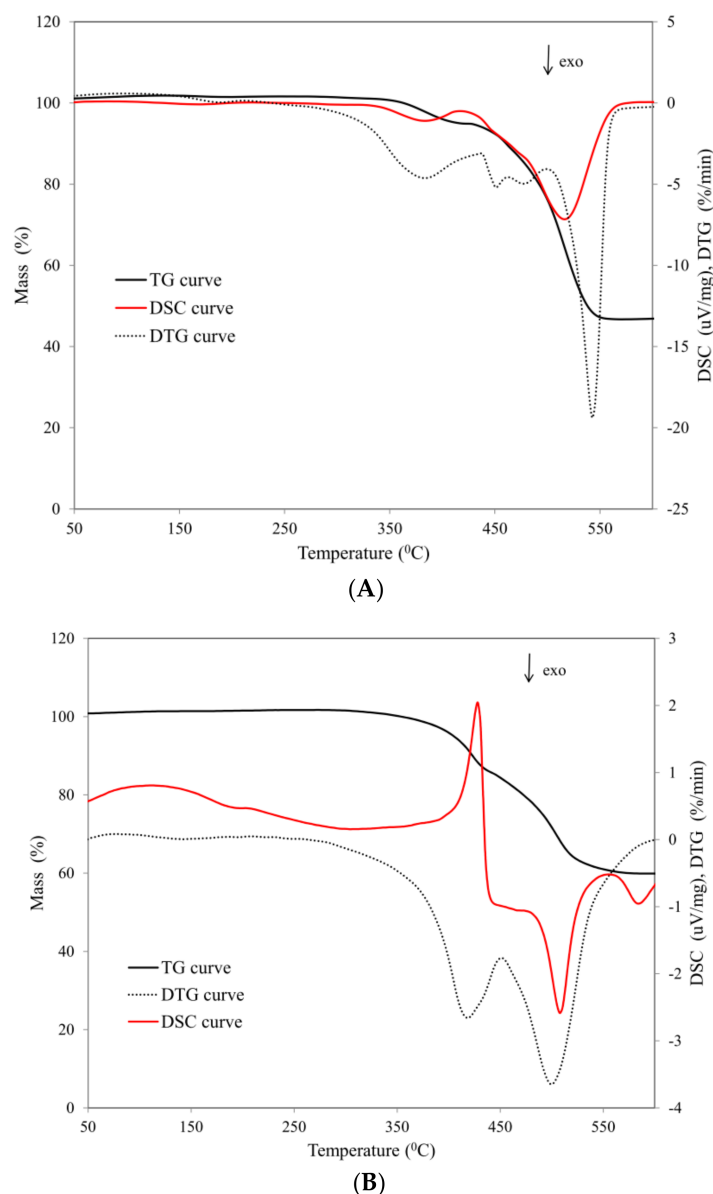 120
100
80
60
40
20
0
Mass (%)
5
0
-5
-10
-15
-20
-25
DSC (uV/mg), DTG (%/min)
exo
TG curve
DSC curve
DTG curve
50
150
250
350
450
550
Temperature (⁰C)
(A)
120
100
80
60
40
20
0
Mass (%)
3
2
1
0
-1
-2
-3
-4
DSC (uV/mg), DTG (%/min)
exo
TG curve
DTG curve
DSC curve
50
150
250
350
450
550
Temperature (⁰C)
(B)